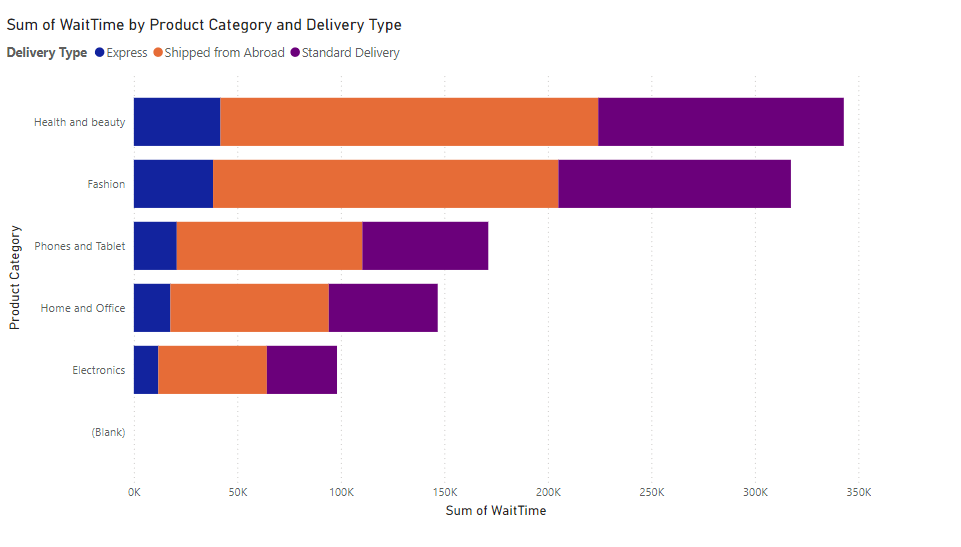 Sum of WaitTime by Product Category and Delivery Type
Delivery Type Express Shipped from Abroad Standard Delivery
Product Category
Health and beauty
Fashion
Phones and Tablet
Home and Office
Electronics
(Blank)
0K 50K 100K 150K 200K 250K 300K 350K
Sum of WaitTime